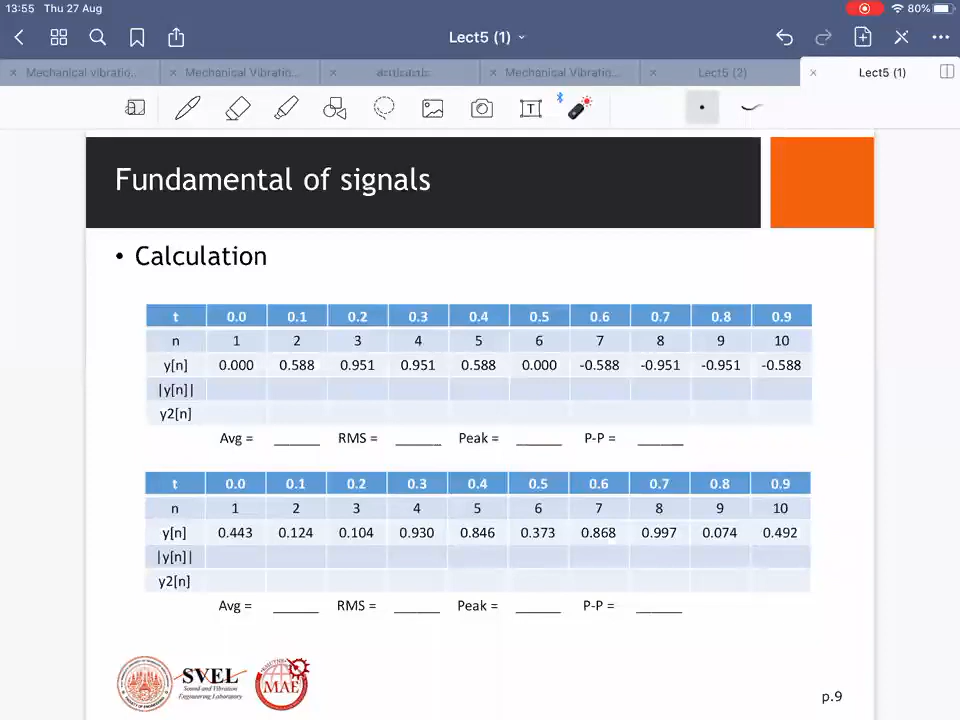 13:55 Thu 27 Aug 80%
Lect5 (1)
Mechanical vibratio... Mechanical Vibratio... Mechanical Vibratio... Lect5 (2) Lect5 (1)
T
Fundamental of signals
• Calculation
t 0.0 0.1 0.2 0.3 0.4 0.5 0.6 0.7 0.8 0.9
n 1 2 3 4 5 6 7 8 9 10
y[n] 0.000 0.588 0.951 0.951 0.588 0.000 -0.588 -0.951 -0.951 -0.588
|y[n]|
y2[n]
Avg = ______ RMS = ______ Peak = ______ P-P = ______
t 0.0 0.1 0.2 0.3 0.4 0.5 0.6 0.7 0.8 0.9
n 1 2 3 4 5 6 7 8 9 10
y[n] 0.443 0.124 0.104 0.930 0.846 0.373 0.868 0.997 0.074 0.492
|y[n]|
y2[n]
Avg = ______ RMS = ______ Peak = ______ P-P = ______
SVEL
Sound and Vibration
Engineering Laboratory
MAE
p.9